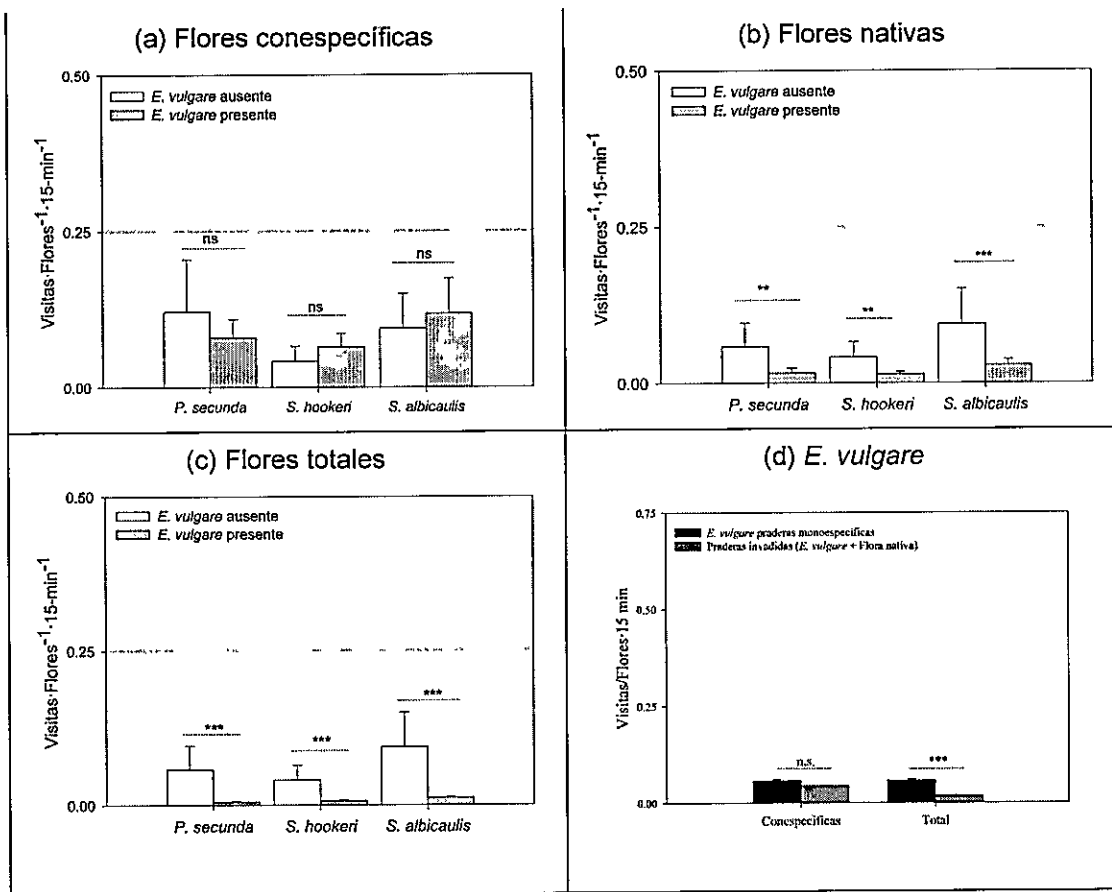 (a) Flores conespecíficas
0.50
E. vulgare ausente
E. vulgare presente
Visitas·Flores⁻¹·15-min⁻¹
0.25
ns
ns
ns
0.00
P. secunda
S. hookeri
S. albicaulis
(b) Flores nativas
0.50
E. vulgare ausente
E. vulgare presente
Visitas·Flores⁻¹·15-min⁻¹
0.25
***
**
**
0.00
P. secunda
S. hookeri
S. albicaulis
(c) Flores totales
0.50
E. vulgare ausente
E. vulgare presente
Visitas·Flores⁻¹·15-min⁻¹
0.25
***
***
***
0.00
P. secunda
S. hookeri
S. albicaulis
(d) E. vulgare
0.75
E. vulgare praderas monoespecíficas
Praderas invadidas (E. vulgare + Flora nativa)
Visitas/Flores·15 min
0.50
0.25
n.s.
***
0.00
Conespecíficas
Total